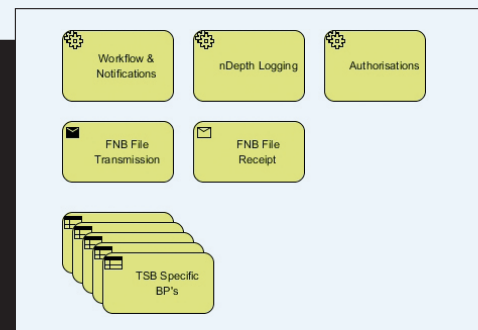 Workflow &
Notifications
nDepth Logging
Authorisations
FNB File
Transmission
FNB File
Receipt
TSB Specific
BP's